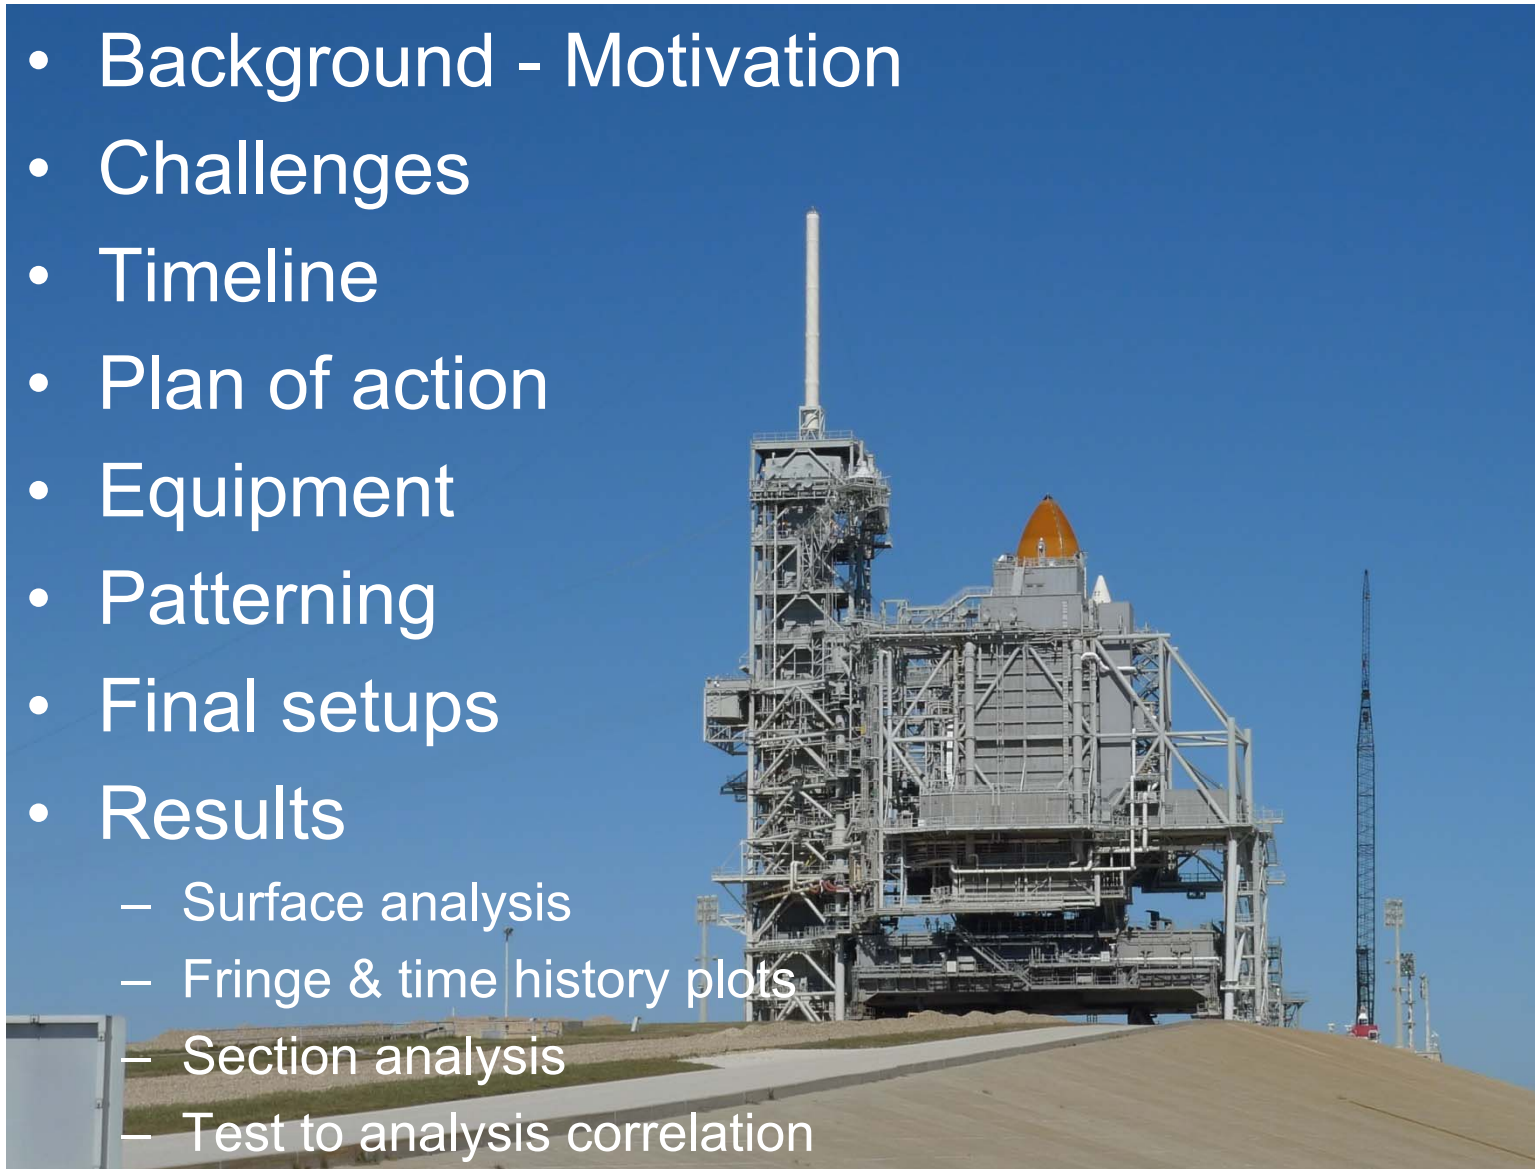 • Background - Motivation
• Challenges
• Timeline
• Plan of action
• Equipment
• Patterning
• Final setups
• Results
– Surface analysis
– Fringe & time history plots
– Section analysis
– Test to analysis correlation